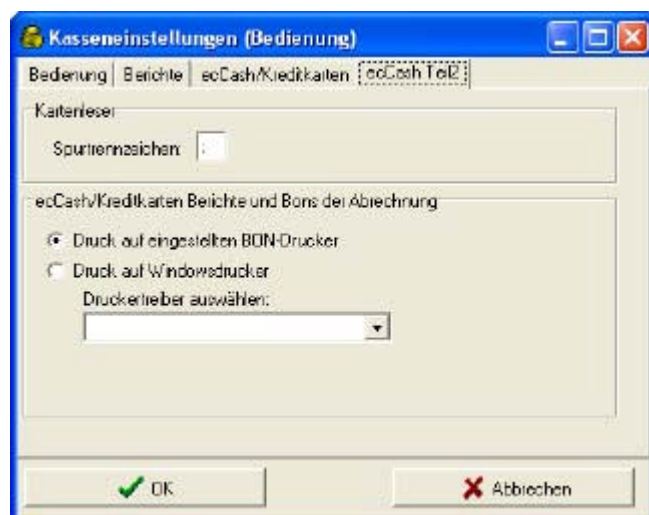 Kasseneinstellungen (Bedienung)
Bedienung Berichte ecCash/Kreditkarten ecCash Teil2
Kartenleser
Spurtrennzeichen:
ecCash/Kreditkarten Berichte und Bons der Abrechnung
Druck auf eingestellten BON-Drucker
Druck auf Windowsdrucker
Druckertreiber auswählen:
OK Abbrechen